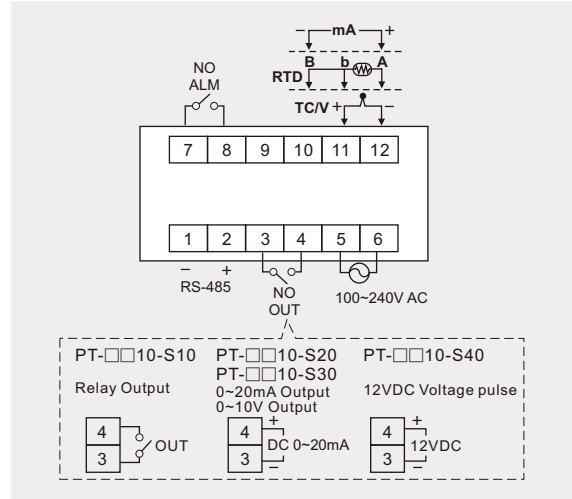 − mA +
B b A
RTD
TC/V + −
NO
ALM
7 8 9 10 11 12
1 2 3 4 5 6
− +
RS-485
NO
OUT
100~240V AC
PT-□□10-S10
Relay Output
4
3
OUT
PT-□□10-S20
PT-□□10-S30
0~20mA Output
0~10V Output
4 +
DC 0~20mA
3 −
PT-□□10-S40
12VDC Voltage pulse
4 +
12VDC
3 −